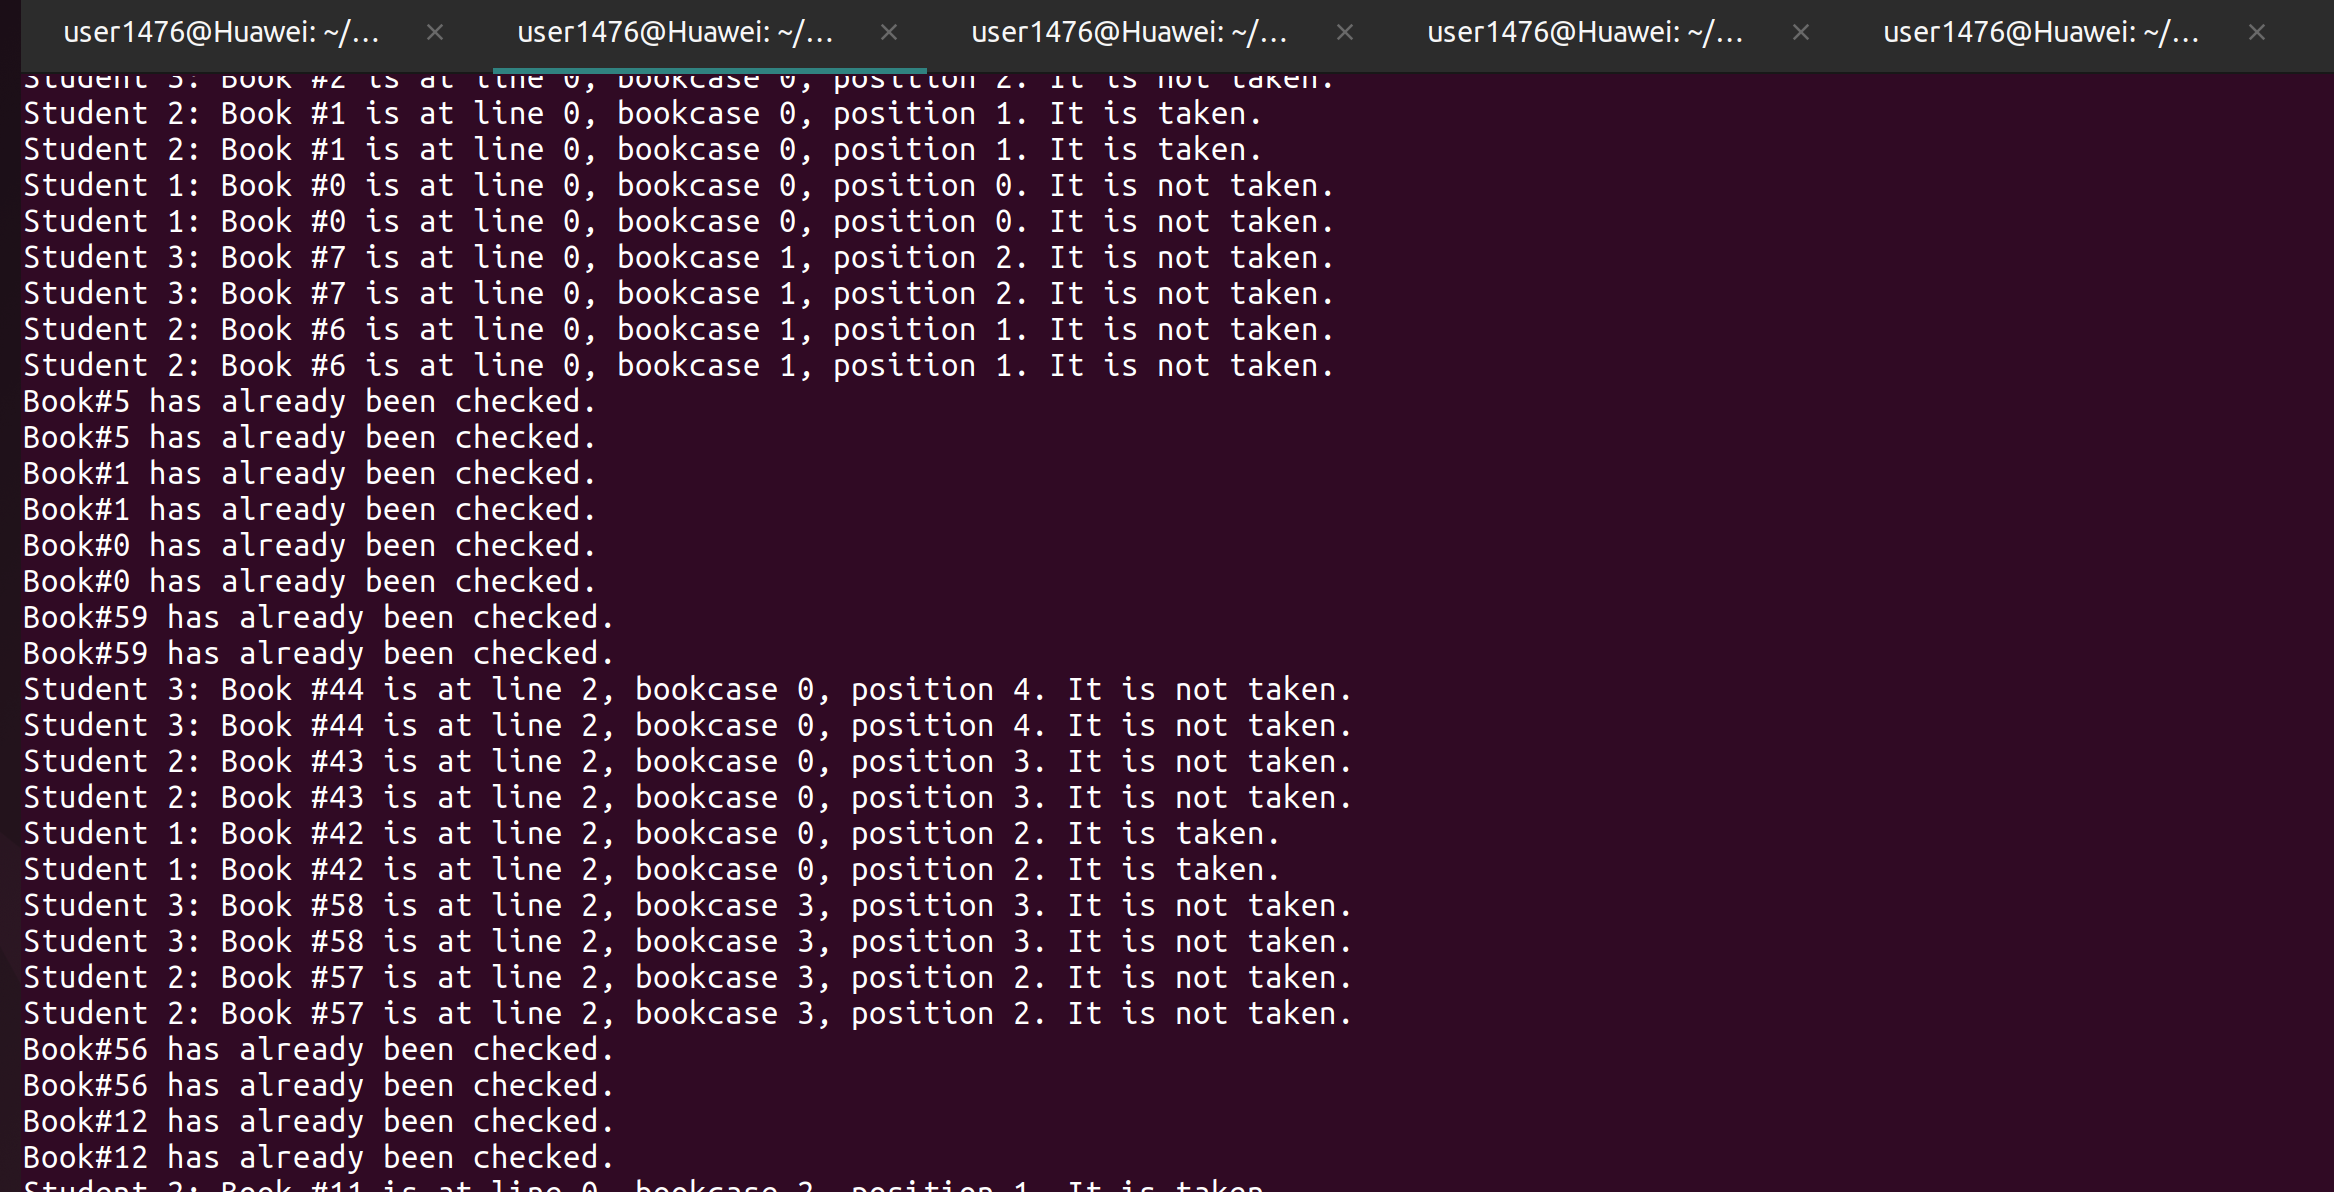 user1476@Huawei: ~/... × user1476@Huawei: ~/... × user1476@Huawei: ~/... × user1476@Huawei: ~/... × user1476@Huawei: ~/... ×
Student 3: Book #2 is at line 0, bookcase 0, position 2. It is not taken.
Student 2: Book #1 is at line 0, bookcase 0, position 1. It is taken.
Student 2: Book #1 is at line 0, bookcase 0, position 1. It is taken.
Student 1: Book #0 is at line 0, bookcase 0, position 0. It is not taken.
Student 1: Book #0 is at line 0, bookcase 0, position 0. It is not taken.
Student 3: Book #7 is at line 0, bookcase 1, position 2. It is not taken.
Student 3: Book #7 is at line 0, bookcase 1, position 2. It is not taken.
Student 2: Book #6 is at line 0, bookcase 1, position 1. It is not taken.
Student 2: Book #6 is at line 0, bookcase 1, position 1. It is not taken.
Book#5 has already been checked.
Book#5 has already been checked.
Book#1 has already been checked.
Book#1 has already been checked.
Book#0 has already been checked.
Book#0 has already been checked.
Book#59 has already been checked.
Book#59 has already been checked.
Student 3: Book #44 is at line 2, bookcase 0, position 4. It is not taken.
Student 3: Book #44 is at line 2, bookcase 0, position 4. It is not taken.
Student 2: Book #43 is at line 2, bookcase 0, position 3. It is not taken.
Student 2: Book #43 is at line 2, bookcase 0, position 3. It is not taken.
Student 1: Book #42 is at line 2, bookcase 0, position 2. It is taken.
Student 1: Book #42 is at line 2, bookcase 0, position 2. It is taken.
Student 3: Book #58 is at line 2, bookcase 3, position 3. It is not taken.
Student 3: Book #58 is at line 2, bookcase 3, position 3. It is not taken.
Student 2: Book #57 is at line 2, bookcase 3, position 2. It is not taken.
Student 2: Book #57 is at line 2, bookcase 3, position 2. It is not taken.
Book#56 has already been checked.
Book#56 has already been checked.
Book#12 has already been checked.
Book#12 has already been checked.
Book #11 is at line 0, bookcase 2, position 1. It is taken.